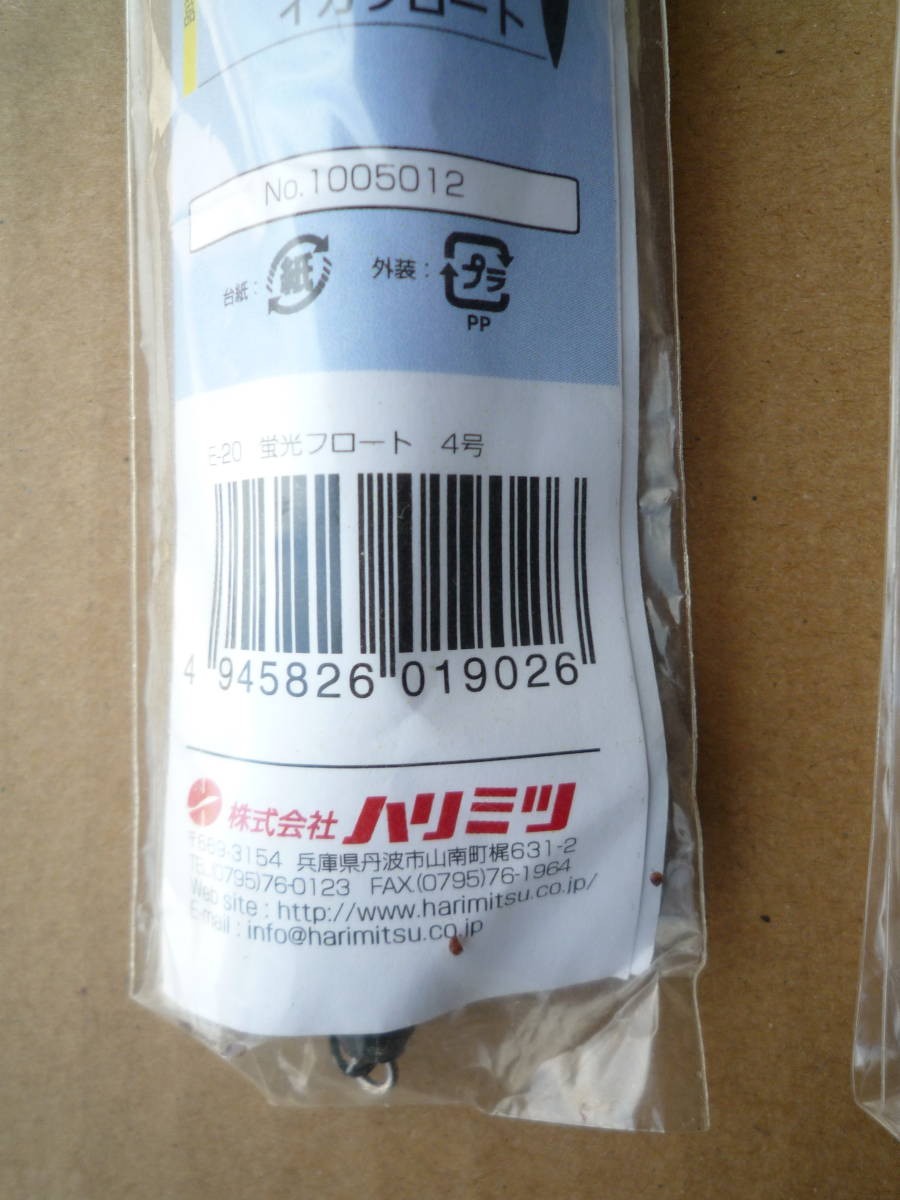 イカフロート
No.1005012
台紙: 紙 外装: プラ
PP
E-20 蛍光フロート 4号
4 945826 019026
株式会社 ハリミツ
〒669-3154 兵庫県丹波市山南町梶631-2
TEL.(0795)76-0123 FAX.(0795)76-1964
Web site : http://www.harimitsu.co.jp/
E-mail : info@harimitsu.co.jp